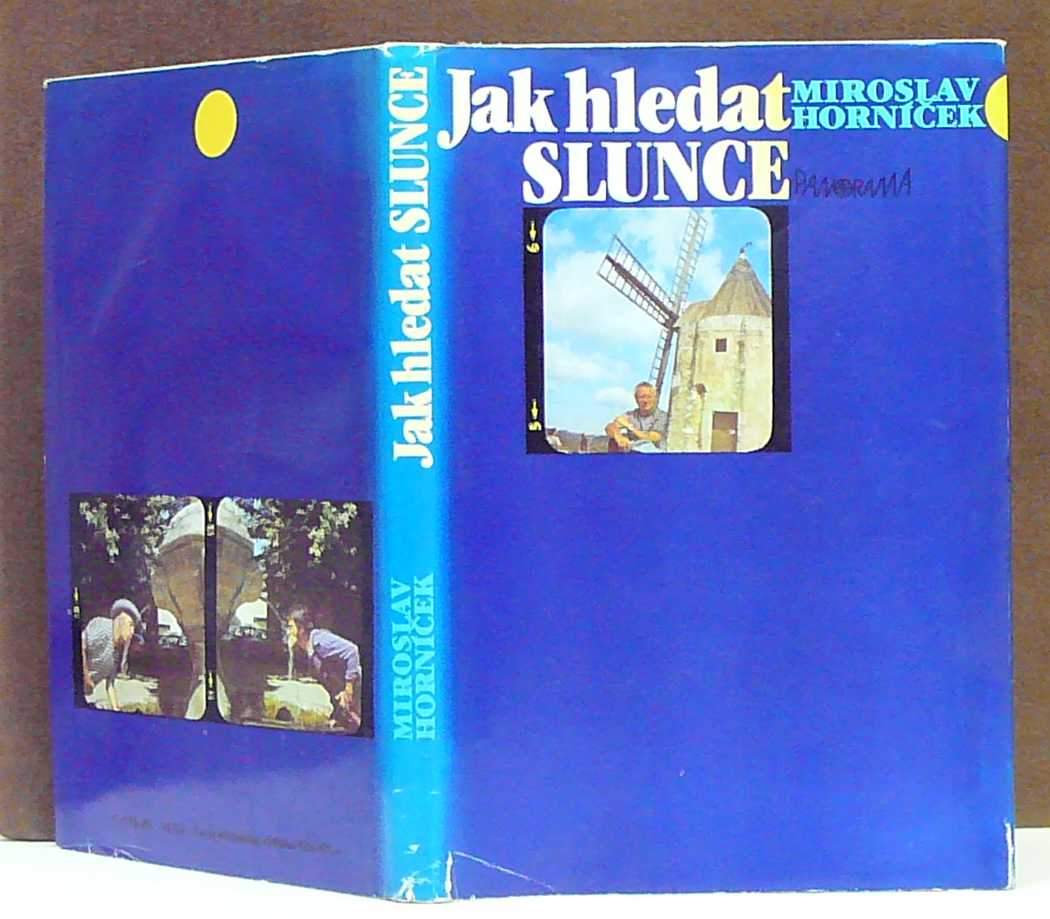 Jak hledat
SLUNCE
MIROSLAV
HORNÍČEK
PANORAMA
Jak hledat SLUNCE
MIROSLAV
HORNÍČEK